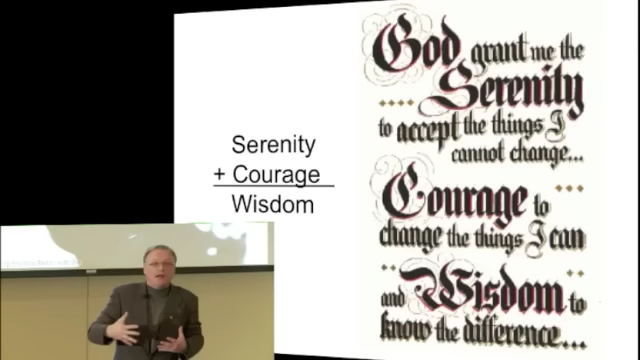 Serenity
+ Courage
Wisdom
God grant me the
Serenity
to accept the things I
cannot change...
Courage to
change the things I can
and Wisdom to
know the difference...